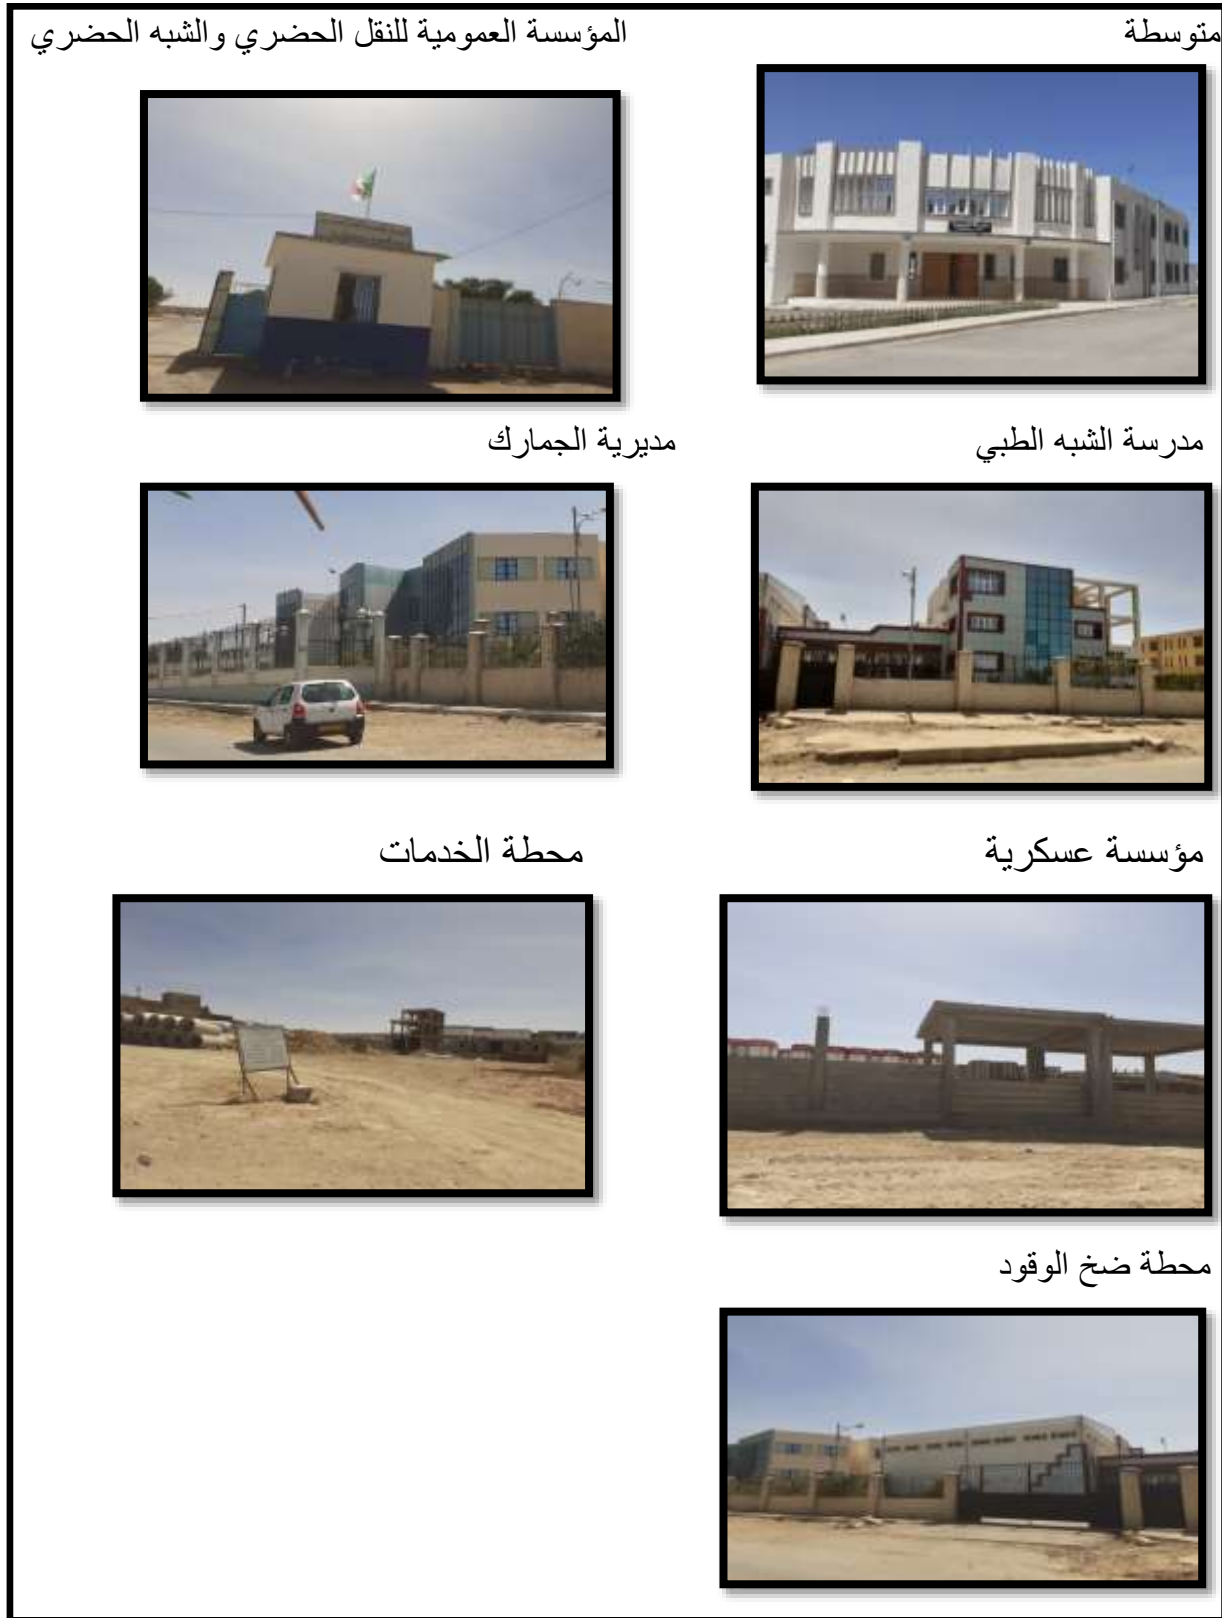 متوسطة
المؤسسة العمومية للنقل الحضري والشبه الحضري
مدرسة الشبه الطبي
مديرية الجمارك
مؤسسة عسكرية
محطة الخدمات
محطة ضخ الوقود